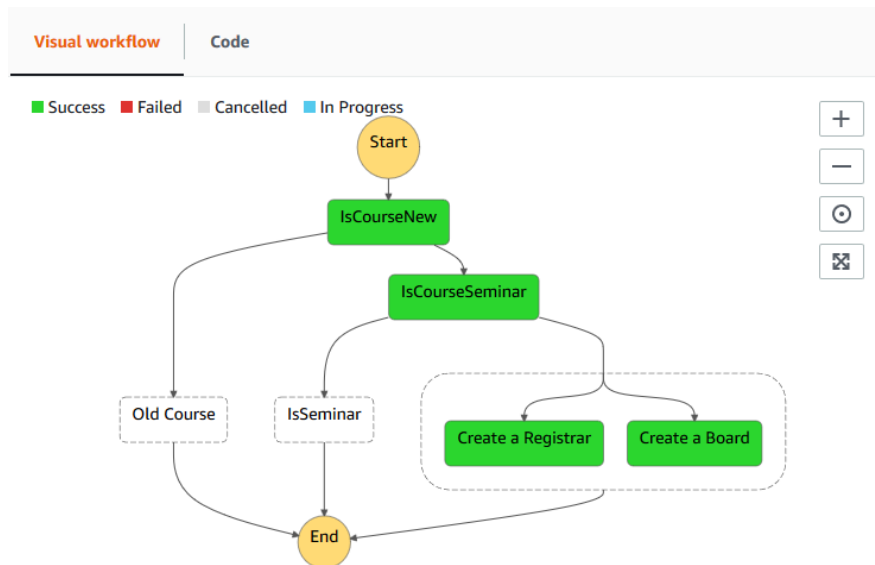 Visual workflow
Code
Success Failed Cancelled In Progress
Start
IsCourseNew
IsCourseSeminar
Old Course
IsSeminar
Create a Registrar
Create a Board
End